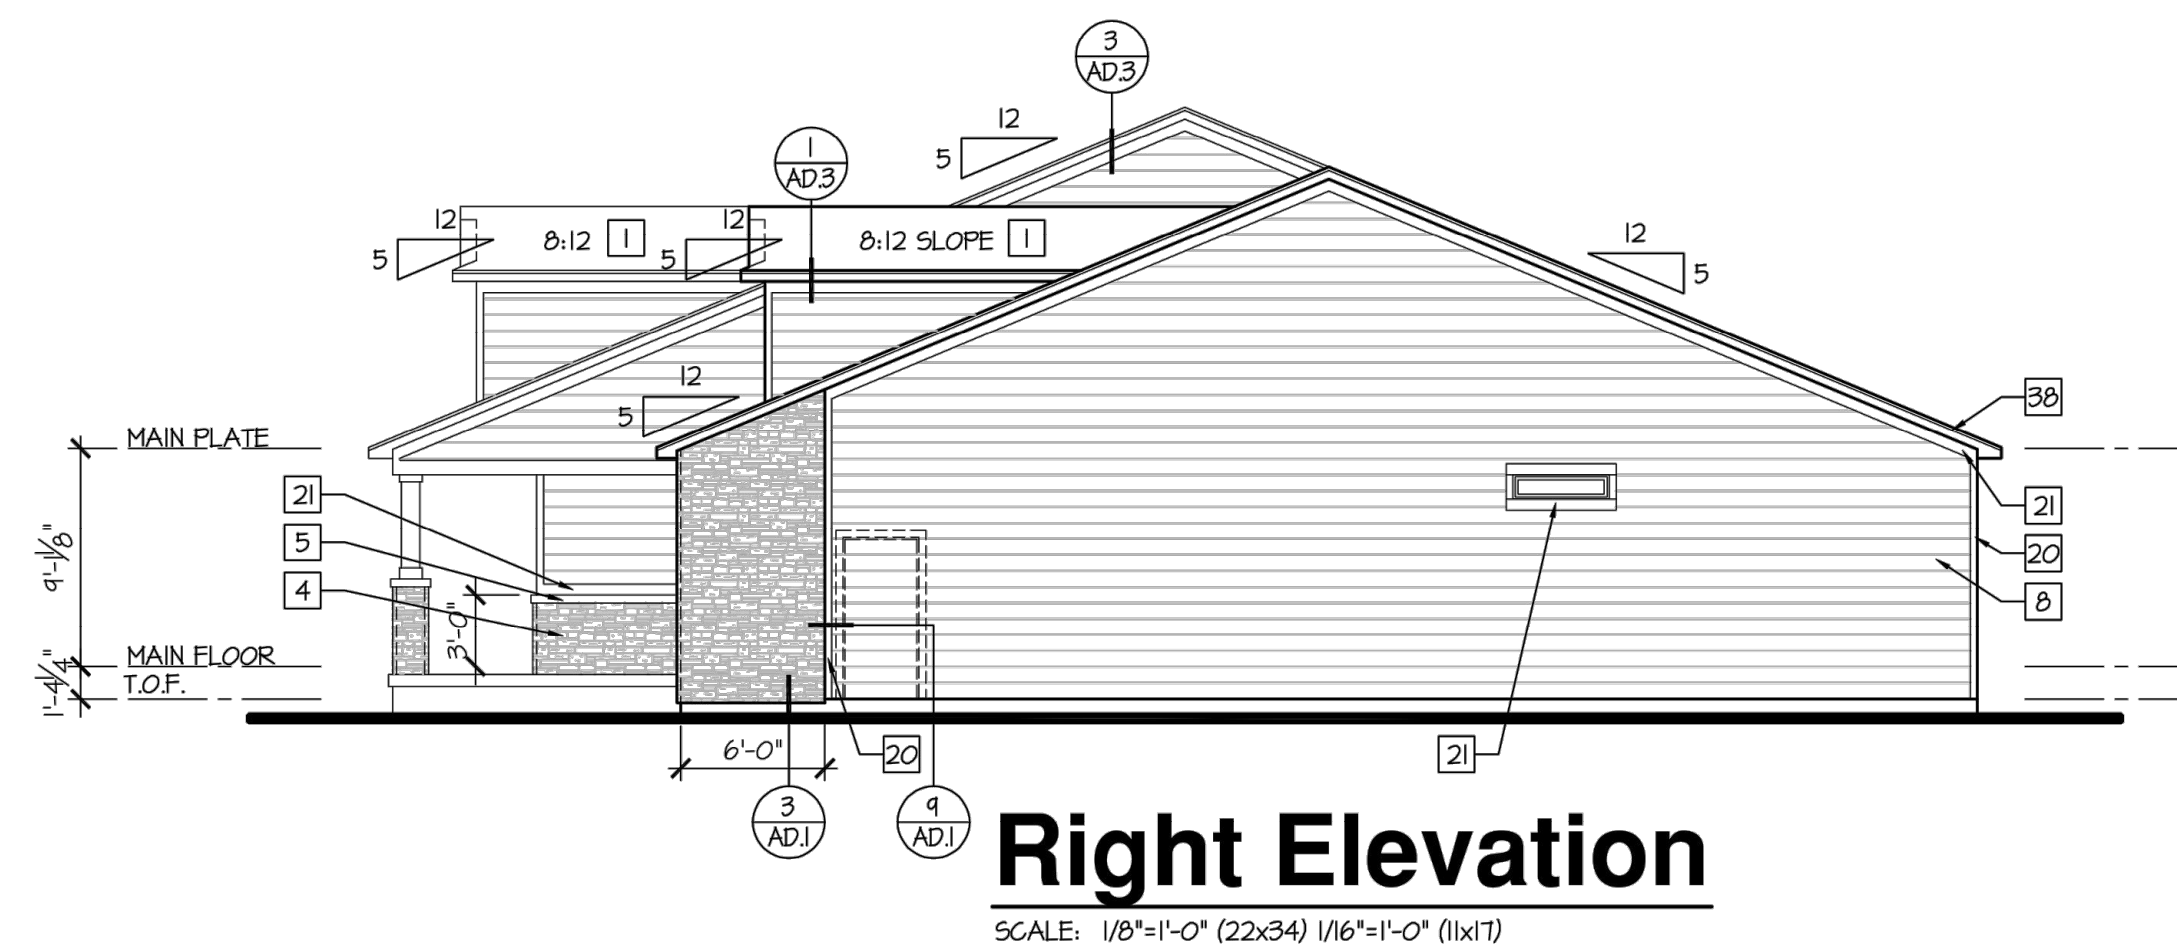 3
AD.3
12
5
1
AD.3
12
5
8:12 1
12
5
8:12 SLOPE 1
12
5
12
5
38
MAIN PLATE
21
21
5
20
4
8
9'-1 1/8"
3'-0"
MAIN FLOOR
T.O.F.
1'-4 1/4"
6'-0"
20
21
3
AD.1
9
AD.1
Right Elevation
SCALE: 1/8"=1'-0" (22x34) 1/16"=1'-0" (11x17)